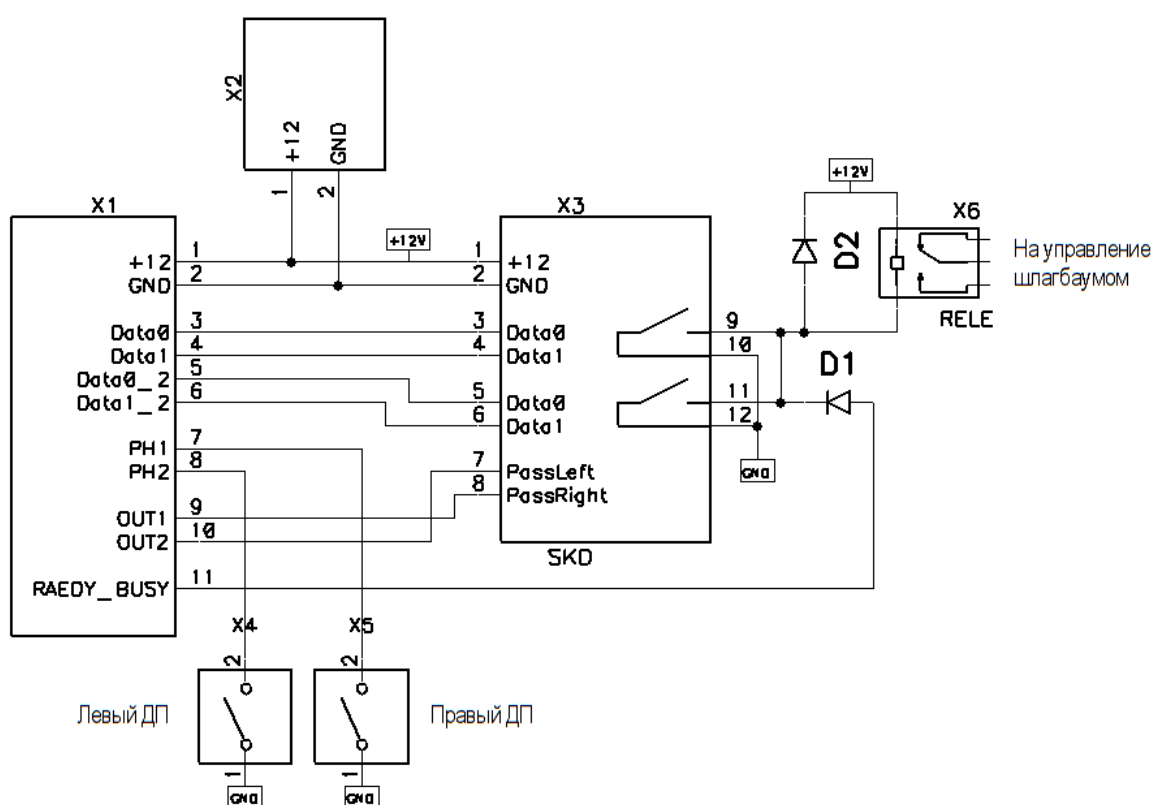 X2
+12
GND
1
2
X1
+12
GND
Data0
Data1
Data0_2
Data1_2
PH1
PH2
OUT1
OUT2
RAEDY_BUSY
1
2
3
4
5
6
7
8
9
10
11
+12V
X3
1
2
3
4
5
6
7
8
+12
GND
Data0
Data1
Data0
Data1
PassLeft
PassRight
SKD
9
10
11
12
GND
+12V
D2
D1
X6
RELE
На управление
шлагбаумом
X4
2
1
GND
Левый ДП
X5
2
1
GND
Правый ДП